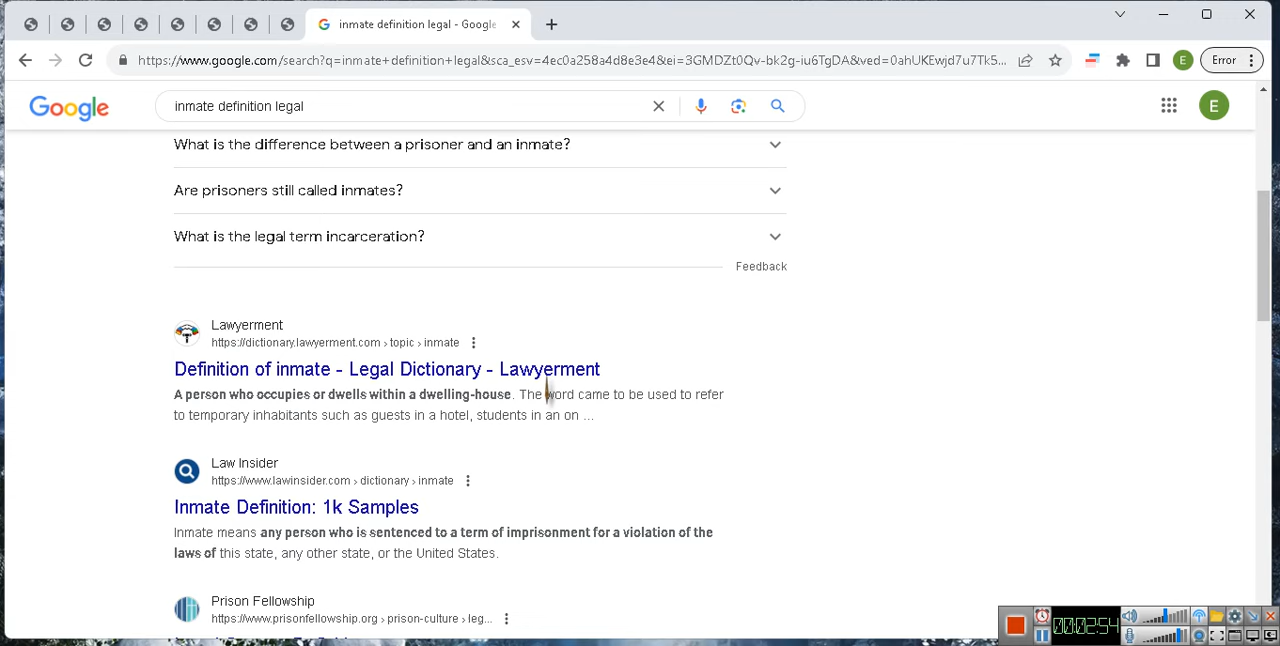 inmate definition legal - Google
https://www.google.com/search?q=inmate+definition+legal&sca_esv=4ec0a258a4d8e3e4&ei=3GMDZt0Qv-bk2g-iu6TgDA&ved=0ahUKEwjd7u7Tk5...
E
Error
Google
inmate definition legal
E
What is the difference between a prisoner and an inmate?
Are prisoners still called inmates?
What is the legal term incarceration?
Feedback
Lawyerment
https://dictionary.lawyerment.com › topic › inmate
Definition of inmate - Legal Dictionary - Lawyerment
A person who occupies or dwells within a dwelling-house. The word came to be used to refer
to temporary inhabitants such as guests in a hotel, students in an on ...
Law Insider
https://www.lawinsider.com › dictionary › inmate
Inmate Definition: 1k Samples
Inmate means any person who is sentenced to a term of imprisonment for a violation of the
laws of this state, any other state, or the United States.
Prison Fellowship
https://www.prisonfellowship.org › prison-culture › leg...
00:02:54